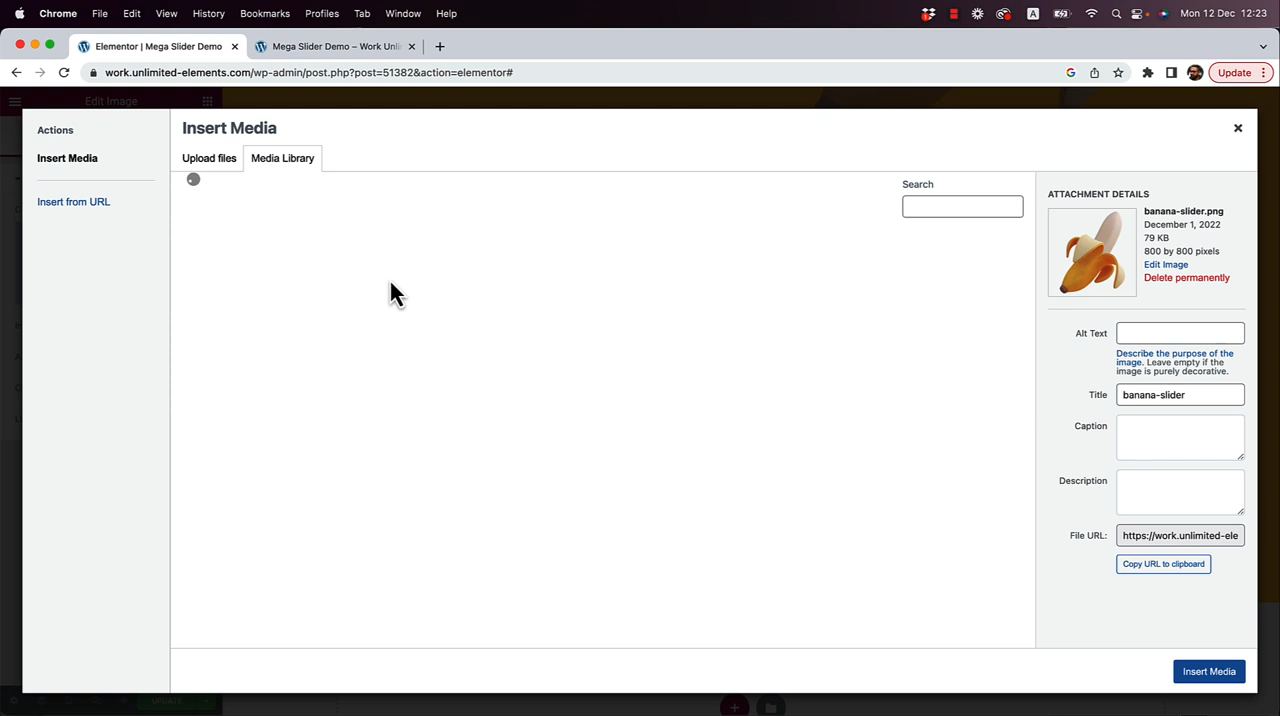 Chrome File Edit View History Bookmarks Profiles Tab Window Help A Mon 12 Dec 12:23
Elementor | Mega Slider Demo Mega Slider Demo – Work Unli
work.unlimited-elements.com/wp-admin/post.php?post=51382&action=elementor# Update
Edit Image
Actions
Insert Media
Insert from URL
Insert Media
Upload files Media Library
Search
ATTACHMENT DETAILS
banana-slider.png
December 1, 2022
79 KB
800 by 800 pixels
Edit Image
Delete permanently
Alt Text
Describe the purpose of the
image. Leave empty if the
image is purely decorative.
Title banana-slider
Caption
Description
File URL: https://work.unlimited-ele
Copy URL to clipboard
Insert Media
UPDATE